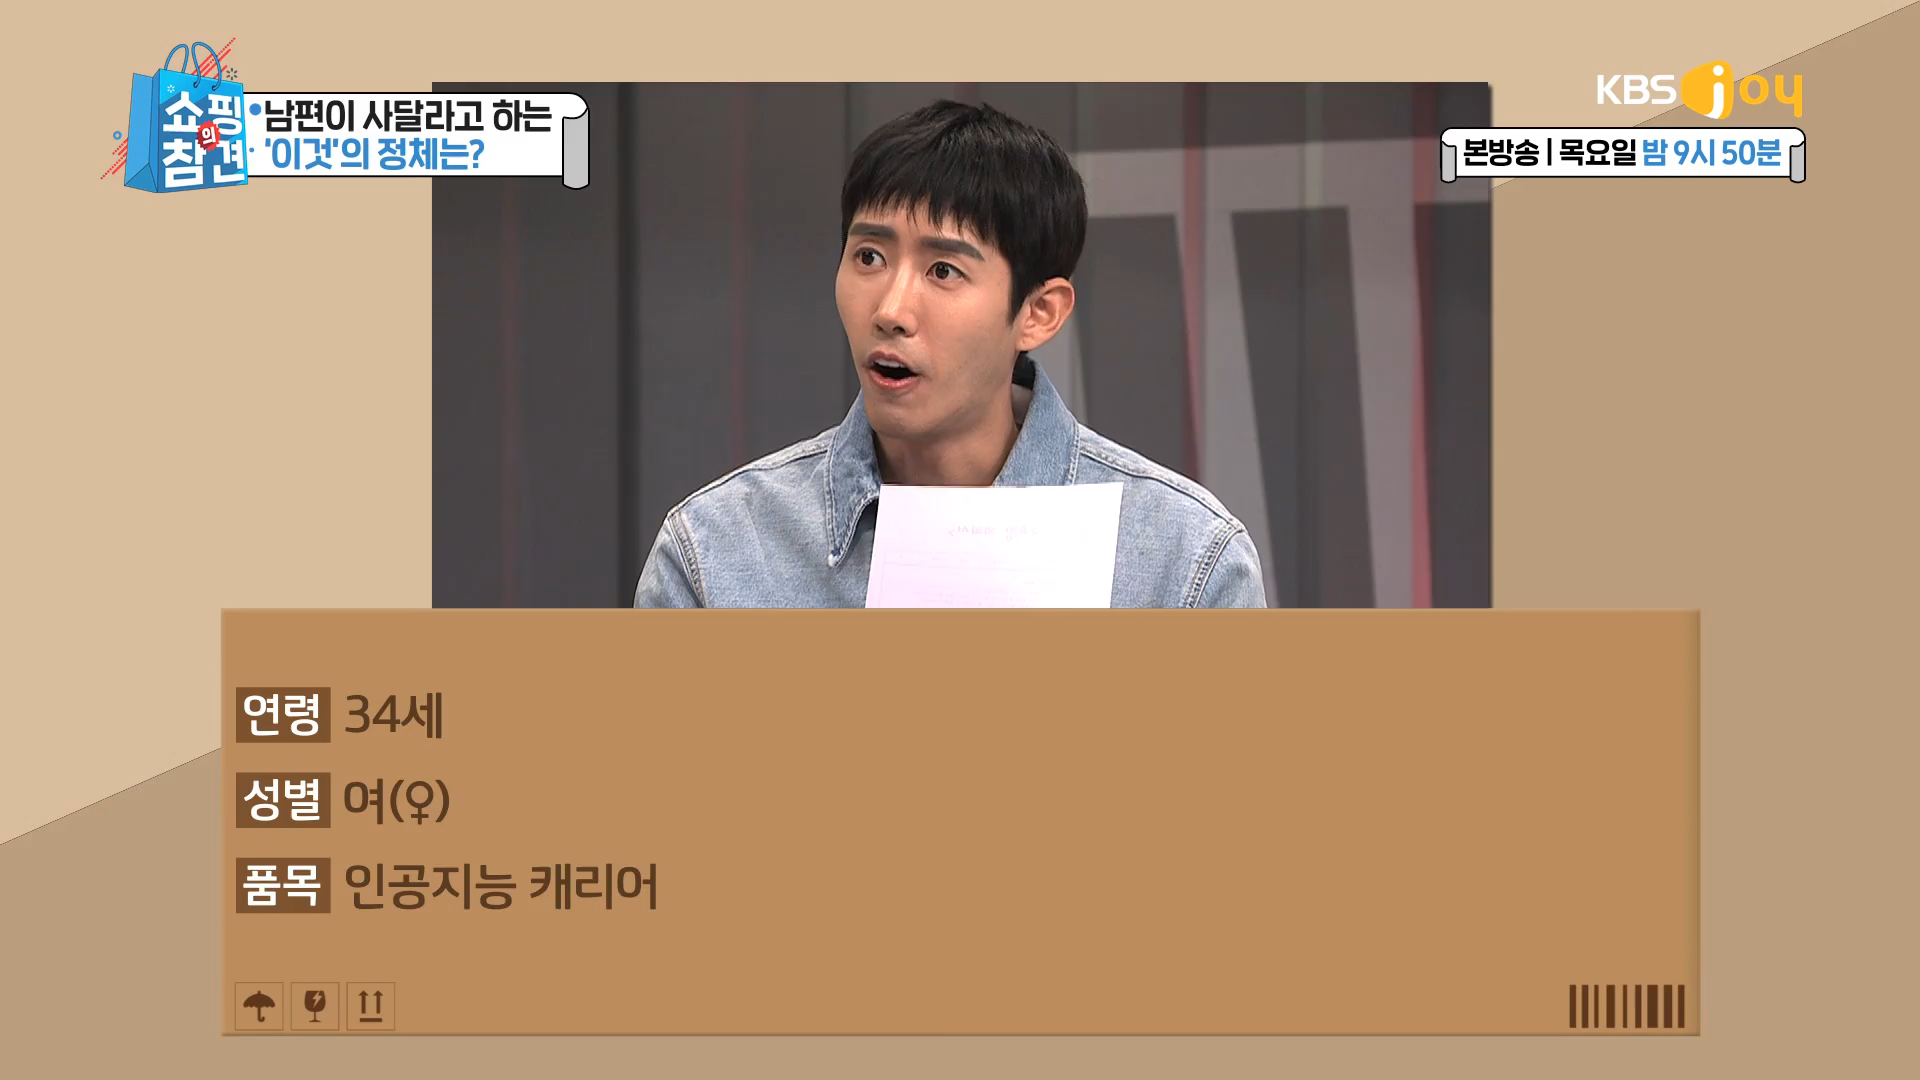 쇼핑의 참견
남편이 사달라고 하는
'이것'의 정체는?
KBS joy
본방송 | 목요일 밤 9시 50분
연령 34세
성별 여(♀)
품목 인공지능 캐리어